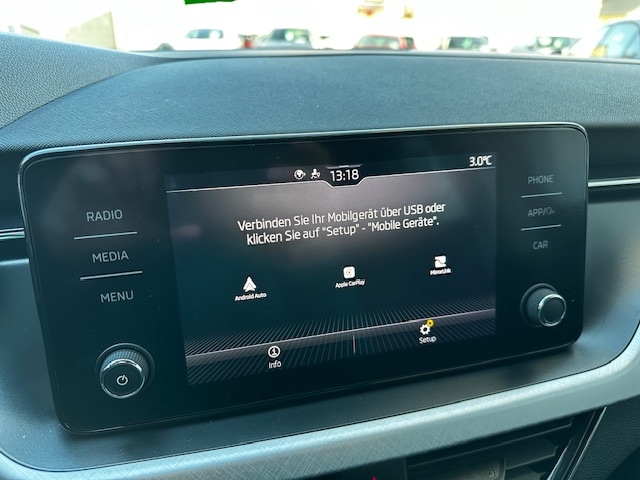 13:18
3.0°C
RADIO
MEDIA
MENU
Verbinden Sie Ihr Mobilgerät über USB oder
klicken Sie auf "Setup" - "Mobile Geräte".
Android Auto
Apple CarPlay
MirrorLink
Info
Setup
PHONE
APP/
CAR